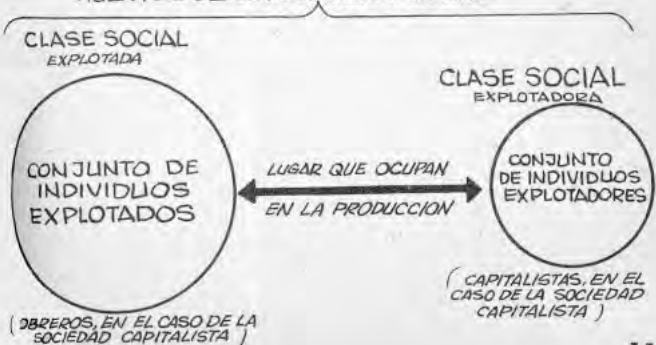 CLASE SOCIAL
EXPLOTADA
CLASE SOCIAL
EXPLOTADORA
CONJUNTO DE
INDIVIDUOS
EXPLOTADOS
LUGAR QUE OCUPAN
EN LA PRODUCCION
CONJUNTO
DE INDIVIDUOS
EXPLOTADORES
(OBREROS, EN EL CASO DE LA
SOCIEDAD CAPITALISTA)
(CAPITALISTAS, EN EL
CASO DE LA SOCIEDAD
CAPITALISTA)